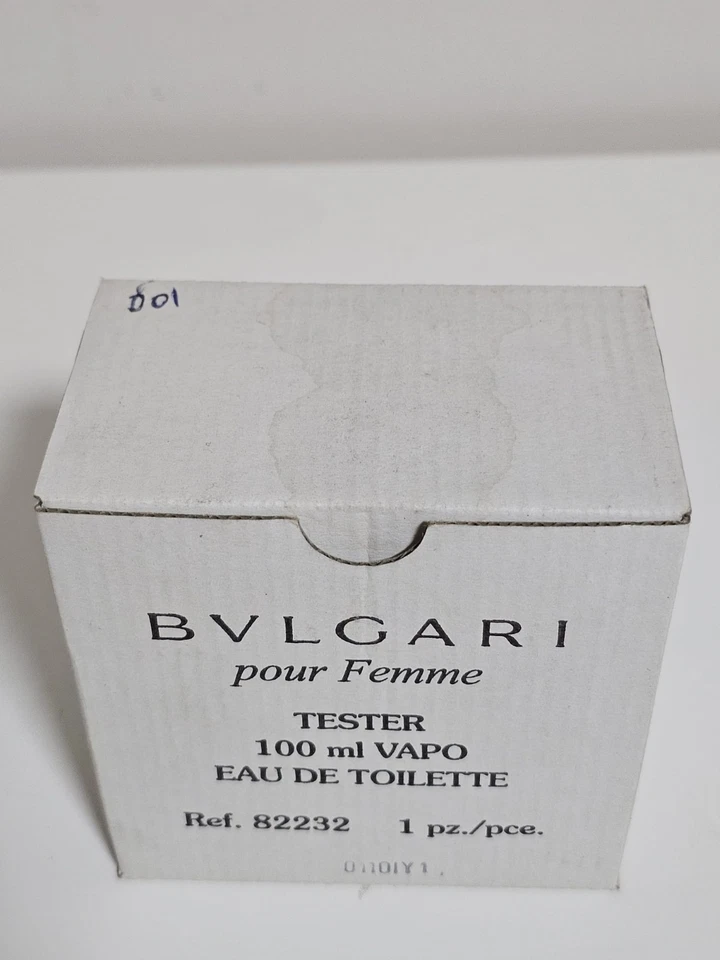 BVLGARI
pour Femme
TESTER
100 ml VAPO
EAU DE TOILETTE
Ref. 82232 1 pz./pce.